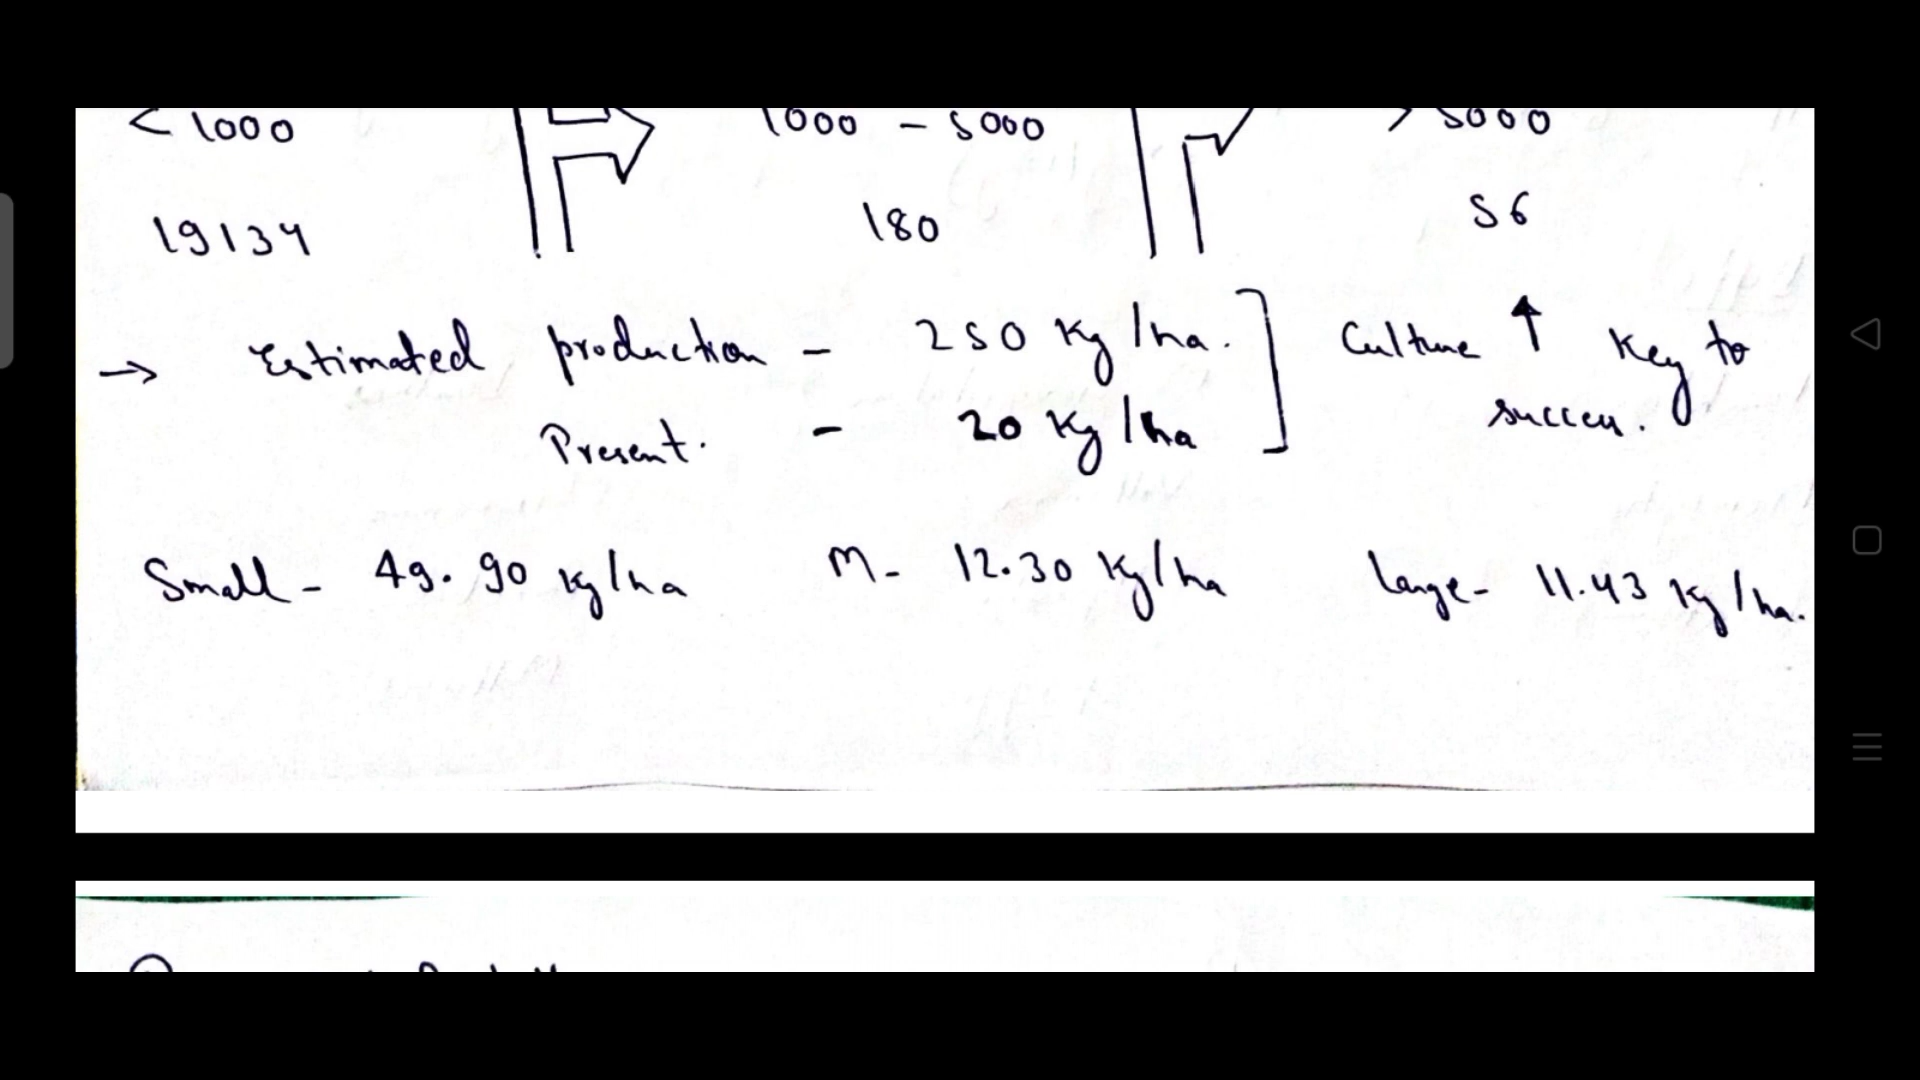 < 1000 1000 - 5000 > 5000
19134 180 56
→ Estimated production - 250 Kg/ha. ] Culture ↑ Key to
Present. - 20 Kg/ha success.
Small - 49.90 Kg/ha M - 12.30 Kg/ha Large - 11.43 Kg/ha.